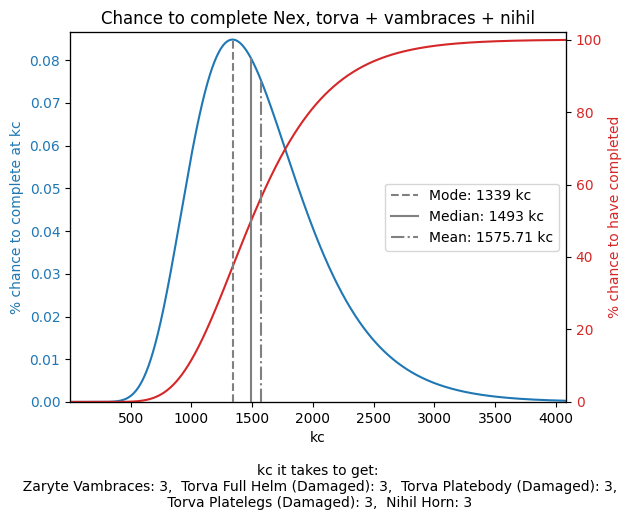 Chance to complete Nex, torva + vambraces + nihil
% chance to complete at kc
0.08
0.07
0.06
0.05
0.04
0.03
0.02
0.01
0.00
100
80
60
40
20
0
% chance to have completed
Mode: 1339 kc
Median: 1493 kc
Mean: 1575.71 kc
500 1000 1500 2000 2500 3000 3500 4000
kc
kc it takes to get:
Zaryte Vambraces: 3, Torva Full Helm (Damaged): 3, Torva Platebody (Damaged): 3,
Torva Platelegs (Damaged): 3, Nihil Horn: 3